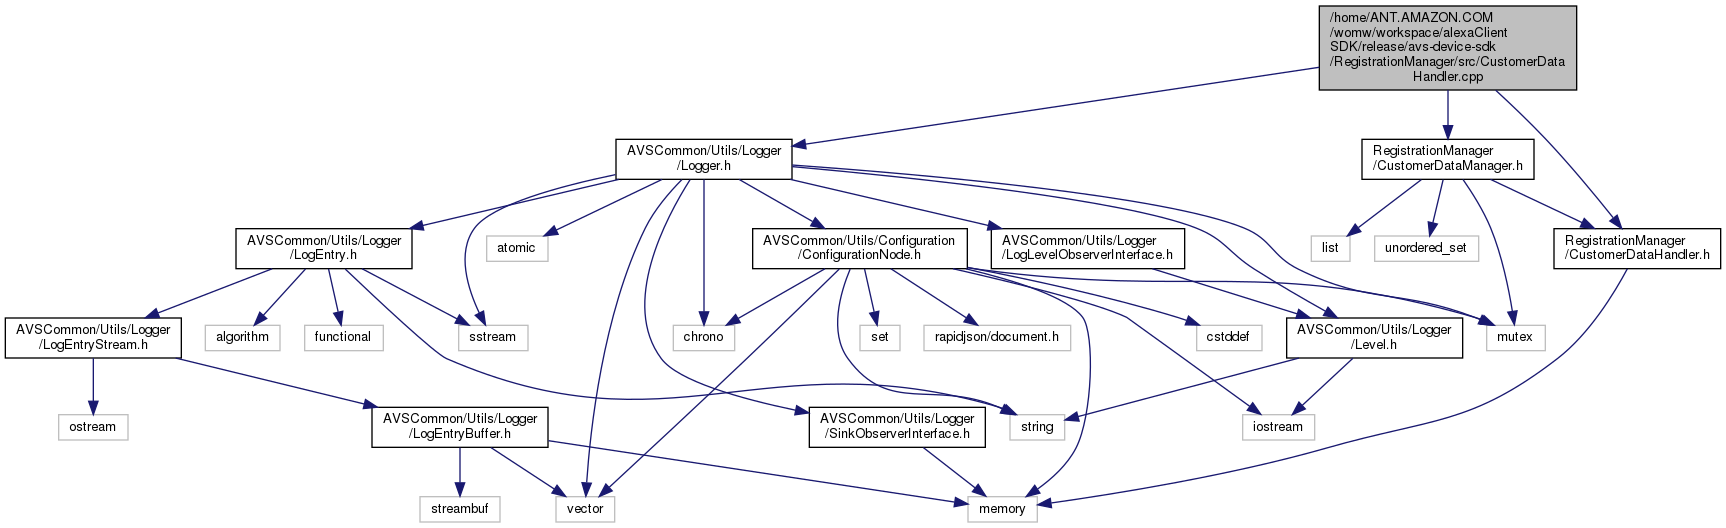 /home/ANT.AMAZON.COM
/womw/workspace/alexaClient
SDK/release/avs-device-sdk
/RegistrationManager/src/CustomerData
Handler.cpp
AVSCommon/Utils/Logger
/Logger.h
RegistrationManager
/CustomerDataManager.h
AVSCommon/Utils/Logger
/LogEntry.h
atomic
AVSCommon/Utils/Configuration
/ConfigurationNode.h
AVSCommon/Utils/Logger
/LogLevelObserverInterface.h
list
unordered_set
RegistrationManager
/CustomerDataHandler.h
AVSCommon/Utils/Logger
/LogEntryStream.h
algorithm
functional
sstream
chrono
set
rapidjson/document.h
cstddef
AVSCommon/Utils/Logger
/Level.h
mutex
ostream
AVSCommon/Utils/Logger
/LogEntryBuffer.h
AVSCommon/Utils/Logger
/SinkObserverInterface.h
string
iostream
streambuf
vector
memory